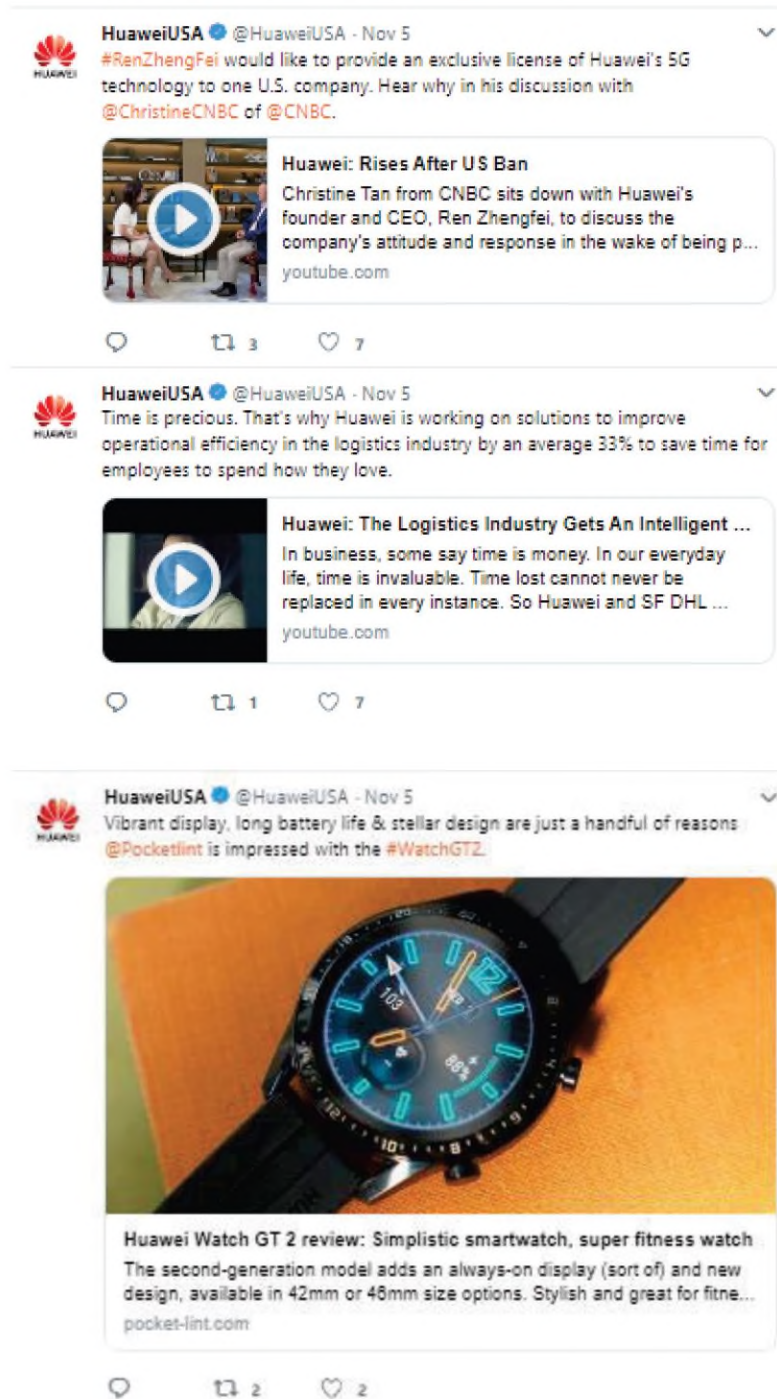 HuaweiUSA @HuaweiUSA · Nov 5
#RenZhengFei would like to provide an exclusive license of Huawei's 5G
technology to one U.S. company. Hear why in his discussion with
@ChristineCNBC of @CNBC.
HUAWEI
Huawei: Rises After US Ban
Christine Tan from CNBC sits down with Huawei's
founder and CEO, Ren Zhengfei, to discuss the
company's attitude and response in the wake of being p...
youtube.com
3 7
HuaweiUSA @HuaweiUSA · Nov 5
Time is precious. That's why Huawei is working on solutions to improve
operational efficiency in the logistics industry by an average 33% to save time for
employees to spend how they love.
HUAWEI
Huawei: The Logistics Industry Gets An Intelligent ...
In business, some say time is money. In our everyday
life, time is invaluable. Time lost cannot never be
replaced in every instance. So Huawei and SF DHL ...
youtube.com
1 7
HuaweiUSA @HuaweiUSA · Nov 5
Vibrant display, long battery life & stellar design are just a handful of reasons
@Pocketlint is impressed with the #WatchGT2.
HUAWEI
12
103
88%
10
8
Huawei Watch GT 2 review: Simplistic smartwatch, super fitness watch
The second-generation model adds an always-on display (sort of) and new
design, available in 42mm or 46mm size options. Stylish and great for fitne...
pocket-lint.com
2 2